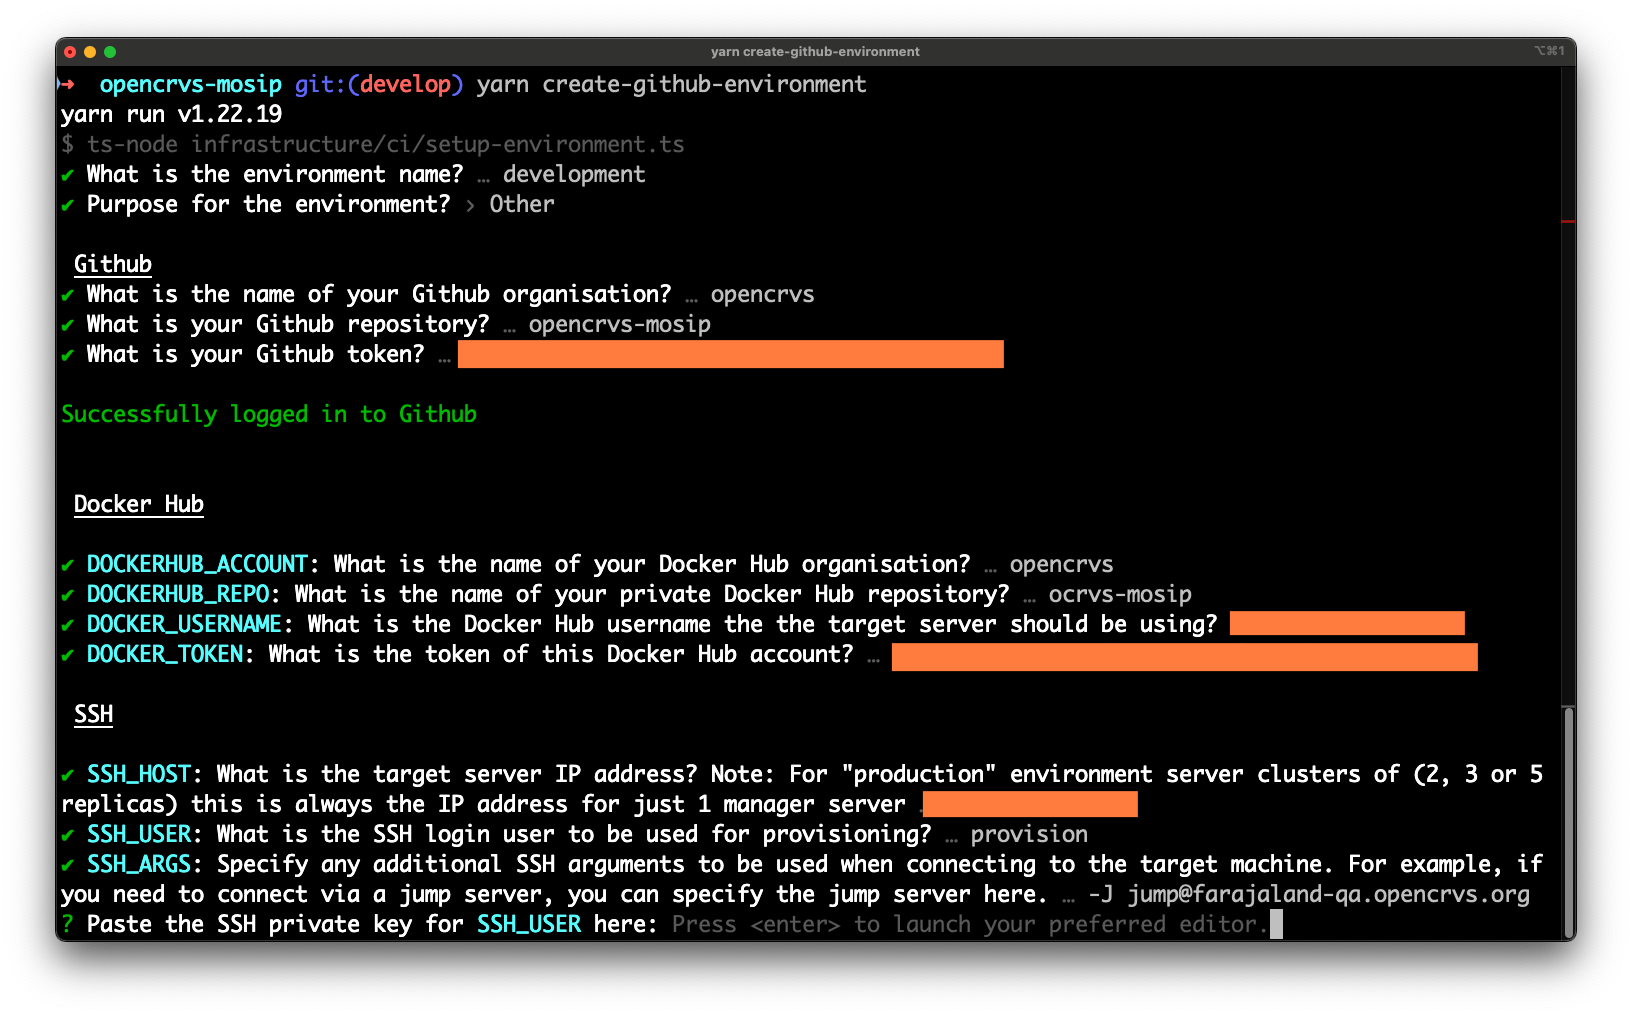 yarn create-github-environment
⌥⌘1
➜ opencrvs-mosip git:(develop) yarn create-github-environment
yarn run v1.22.19
$ ts-node infrastructure/ci/setup-environment.ts
✔ What is the environment name? … development
✔ Purpose for the environment? › Other
Github
✔ What is the name of your Github organisation? … opencrvs
✔ What is your Github repository? … opencrvs-mosip
✔ What is your Github token? …
Successfully logged in to Github
Docker Hub
✔ DOCKERHUB_ACCOUNT: What is the name of your Docker Hub organisation? … opencrvs
✔ DOCKERHUB_REPO: What is the name of your private Docker Hub repository? … ocrvs-mosip
✔ DOCKER_USERNAME: What is the Docker Hub username the the target server should be using?
✔ DOCKER_TOKEN: What is the token of this Docker Hub account? …
SSH
✔ SSH_HOST: What is the target server IP address? Note: For "production" environment server clusters of (2, 3 or 5
replicas) this is always the IP address for just 1 manager server
✔ SSH_USER: What is the SSH login user to be used for provisioning? … provision
✔ SSH_ARGS: Specify any additional SSH arguments to be used when connecting to the target machine. For example, if
you need to connect via a jump server, you can specify the jump server here. … -J jump@farajaland-qa.opencrvs.org
? Paste the SSH private key for SSH_USER here: Press <enter> to launch your preferred editor.